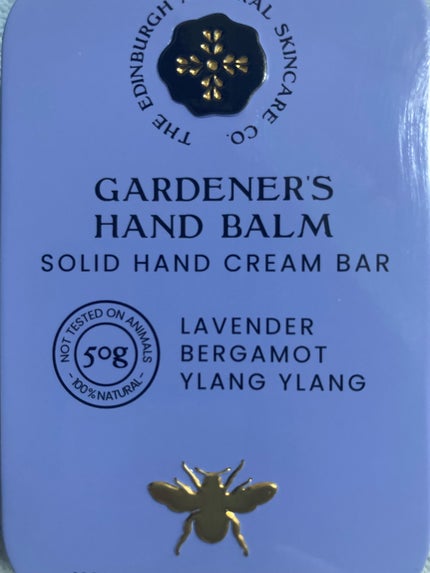 THE EDINBURGH NATURAL SKINCARE CO.
GARDENER'S
HAND BALM
SOLID HAND CREAM BAR
NOT TESTED ON ANIMALS
50g
- 100% NATURAL -
LAVENDER
BERGAMOT
YLANG YLANG